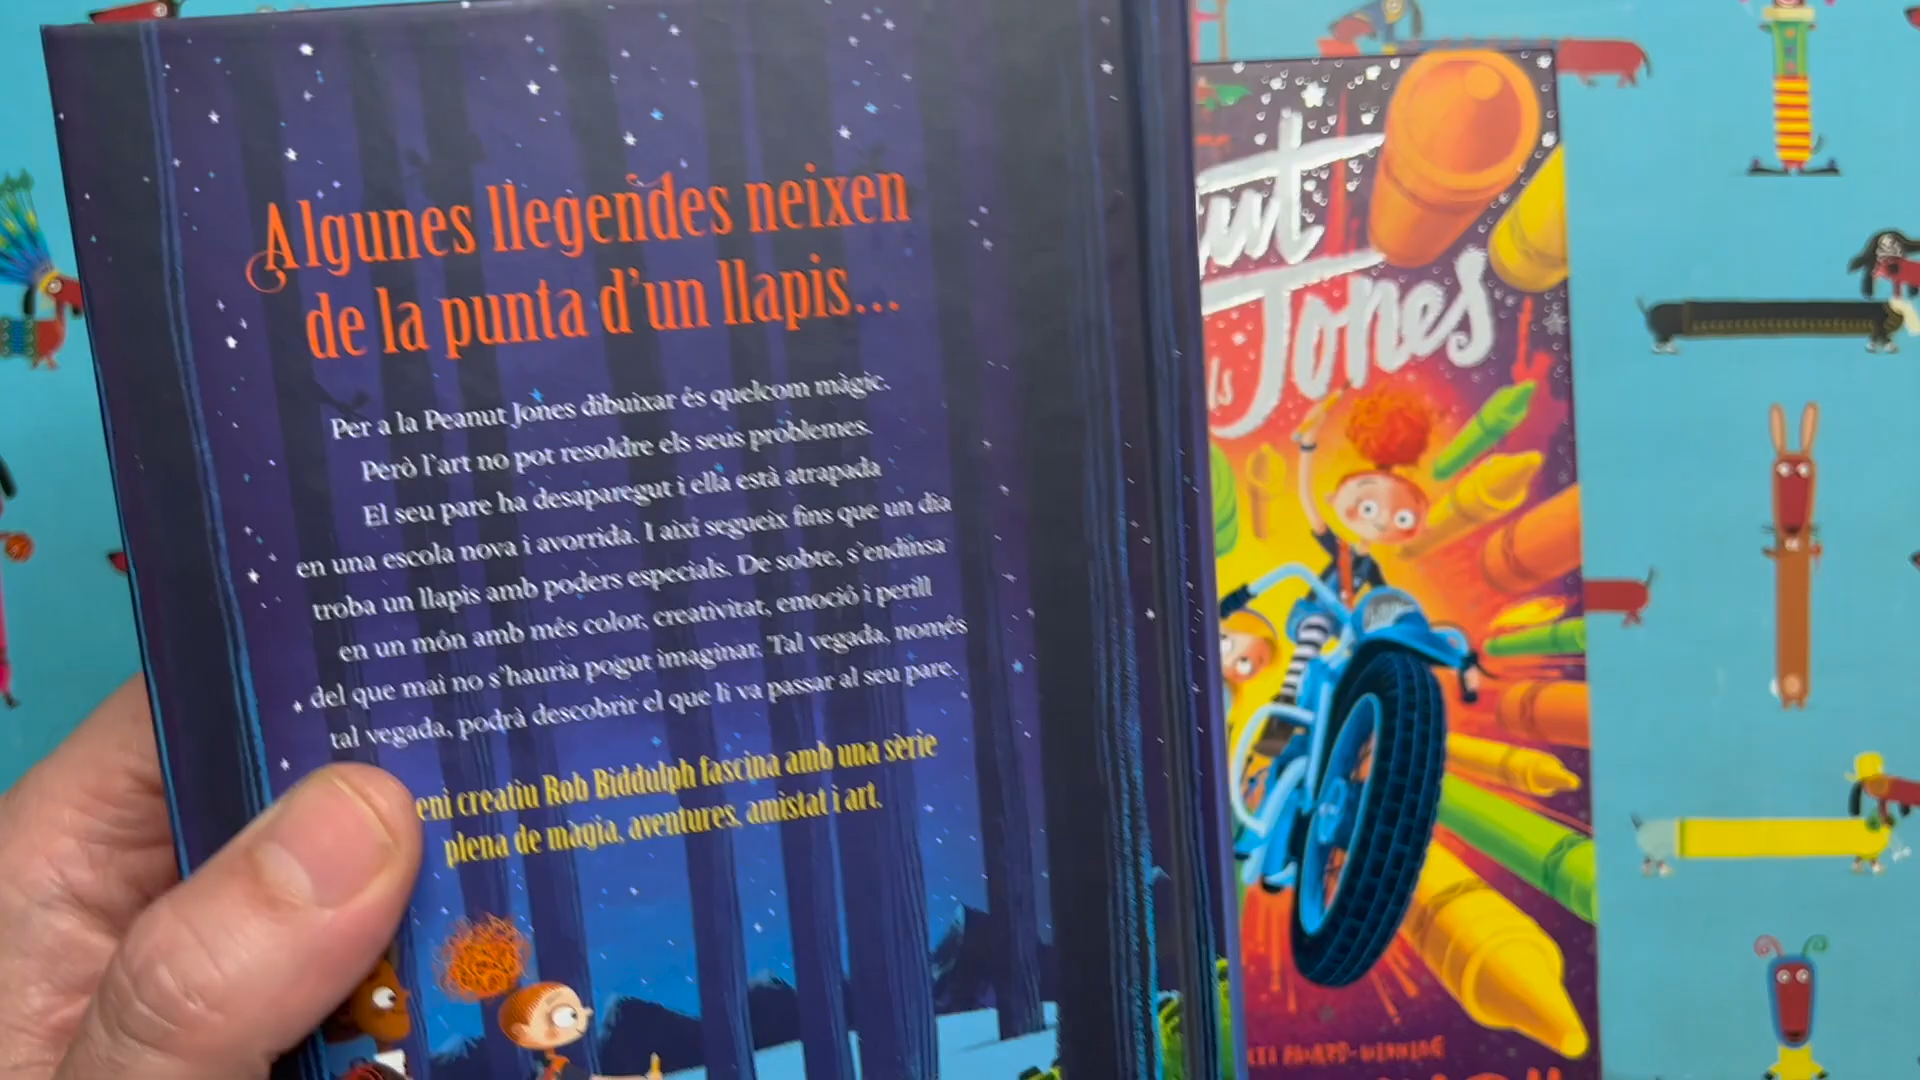 Algunes llegendes neixen
de la punta d'un llapis...
Per a la Peanut Jones dibuixar és quelcom màgic.
Però l'art no pot resoldre els seus problemes.
El seu pare ha desaparegut i ella està atrapada
en una escola nova i avorrida. I així segueix fins que un dia
troba un llapis amb poders especials. De sobte, s'endinsa
en un món amb més color, creativitat, emoció i perill
del que mai no s'hauria pogut imaginar. Tal vegada, només
tal vegada, podrà descobrir el que li va passar al seu pare.
eni creatiu Rob Biddulph fascina amb una sèrie
plena de màgia, aventures, amistat i art.
ut
ls Jones
AWARD-WINNING